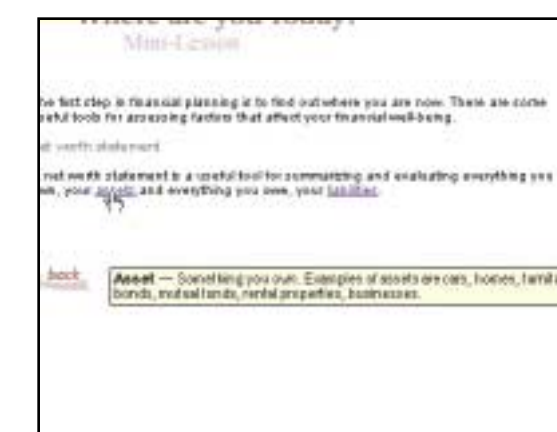 Where are you Today?
Mini-Lesson
he first step in financial planning is to find out where you are now. There are some
seful tools for assessing factors that affect your financial well-being.
et worth statement
net worth statement is a useful tool for summarizing and evaluating everything you
wn, your assets and everything you owe, your liabilities.
back
Asset — Something you own. Examples of assets are cars, homes, furnitu
bonds, mutual funds, rental properties, businesses.